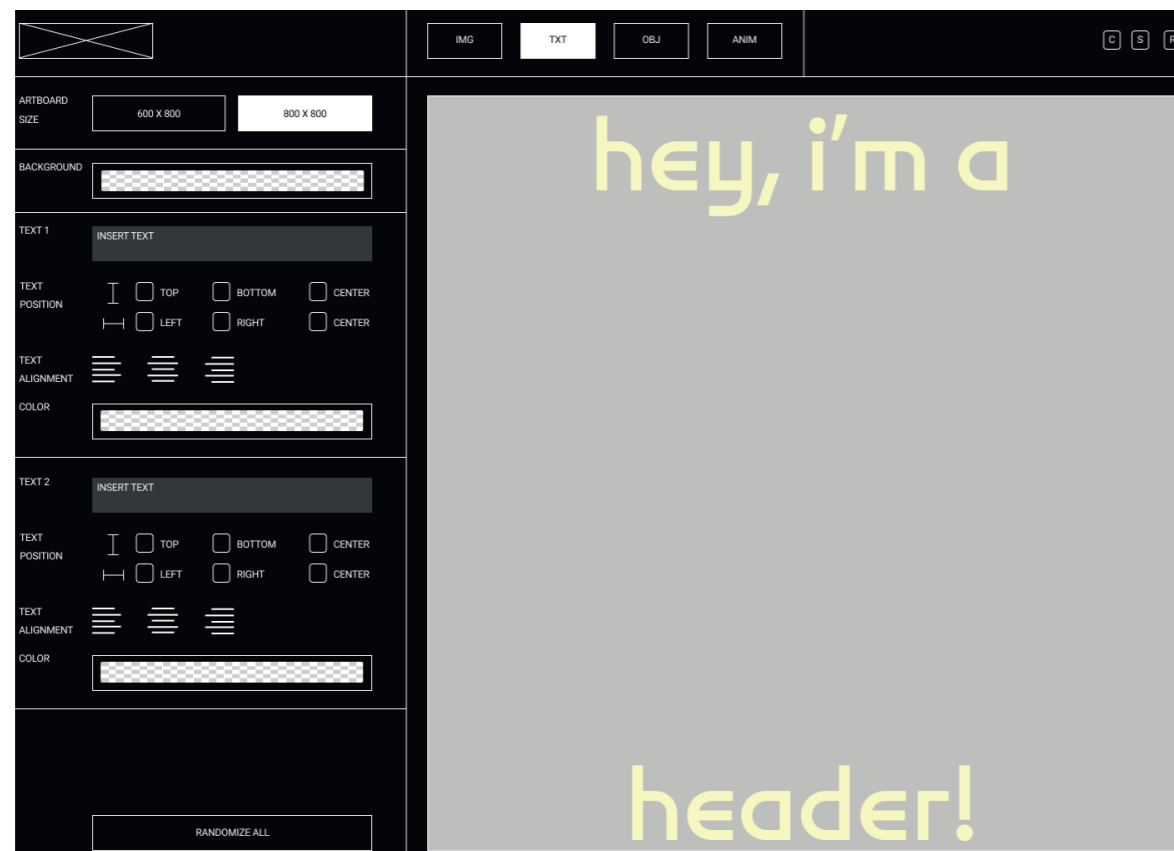 IMG TXT OBJ ANIM C S R
ARTBOARD
SIZE
600 X 800 800 X 800
BACKGROUND
TEXT 1
INSERT TEXT
TEXT
POSITION
TOP BOTTOM CENTER
LEFT RIGHT CENTER
TEXT
ALIGNMENT
COLOR
TEXT 2
INSERT TEXT
TEXT
POSITION
TOP BOTTOM CENTER
LEFT RIGHT CENTER
TEXT
ALIGNMENT
COLOR
RANDOMIZE ALL
hey, i'm a
header!